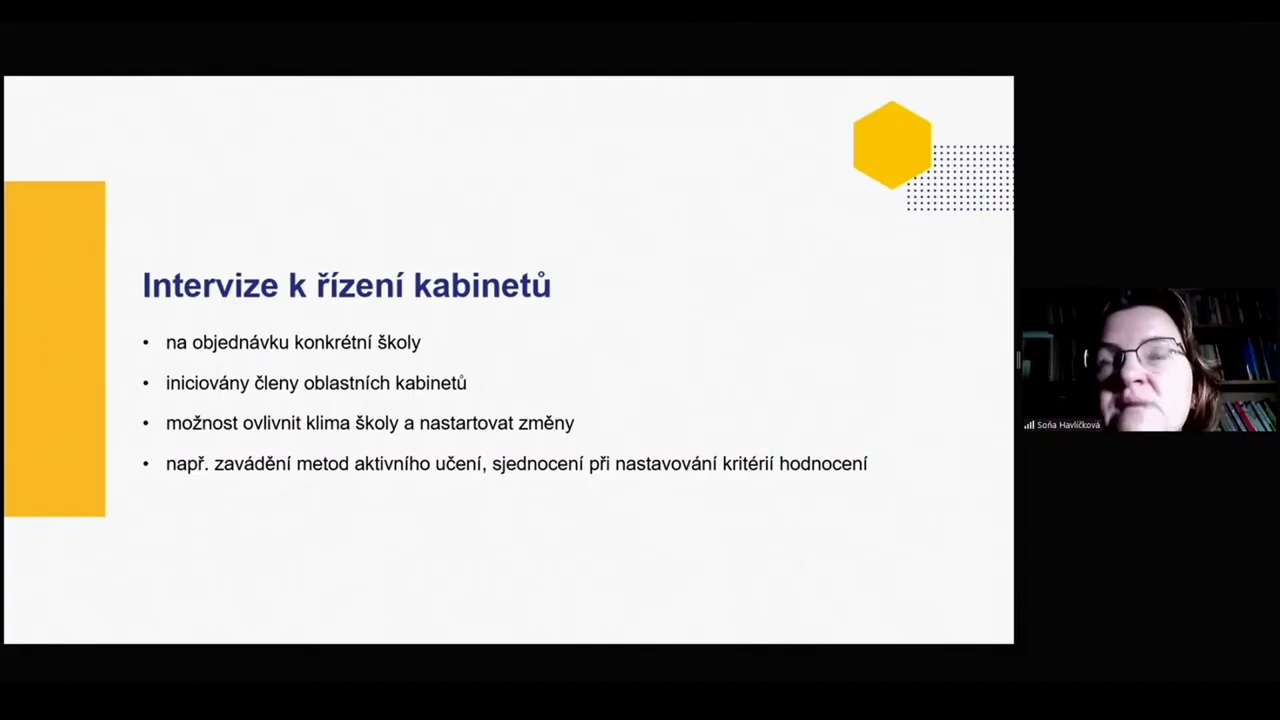 Intervize k řízení kabinetů
• na objednávku konkrétní školy
• iniciovány členy oblastních kabinetů
• možnost ovlivnit klima školy a nastartovat změny
• např. zavádění metod aktivního učení, sjednocení při nastavování kritérií hodnocení
Soňa Havlíčková